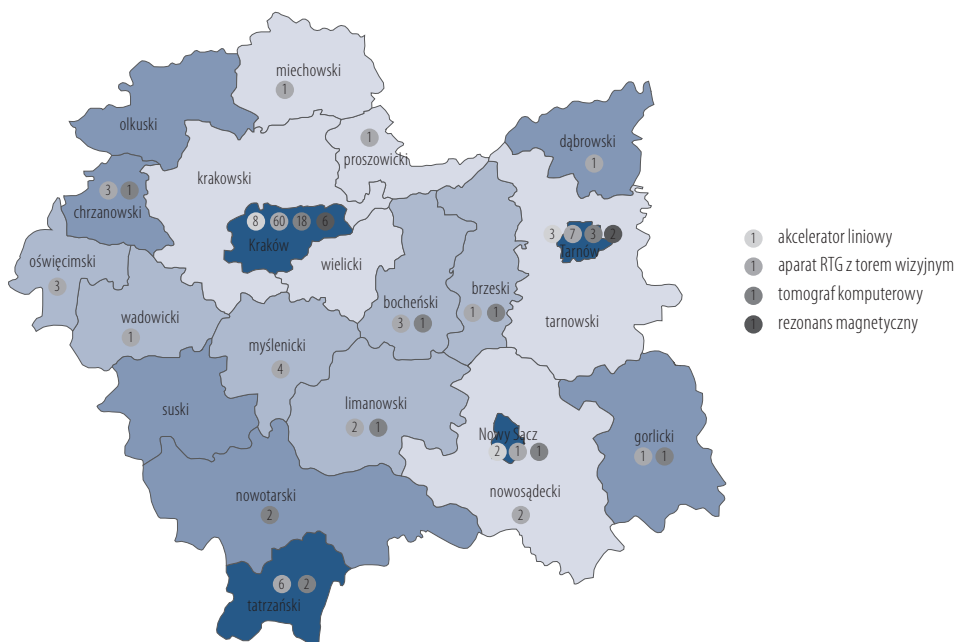 miechowski
1
olkuski
1
proszowicki
dąbrowski
1
krakowski
3 1
chrzanowski
8 60 18 6
Kraków
3 7 3 2
Tarnów
1 akcelerator liniowy
1 aparat RTG z torem wizyjnym
1 tomograf komputerowy
1 rezonans magnetyczny
oświęcimski
3
wielicki
bocheński
3 1
brzeski
1 1
tarnowski
wadowicki
1
myślenicki
4
suski
limanowski
2 1
Nowy Sącz
2 1 1
gorlicki
1 1
nowosądecki
2
nowotarski
2
6 2
tatrzański